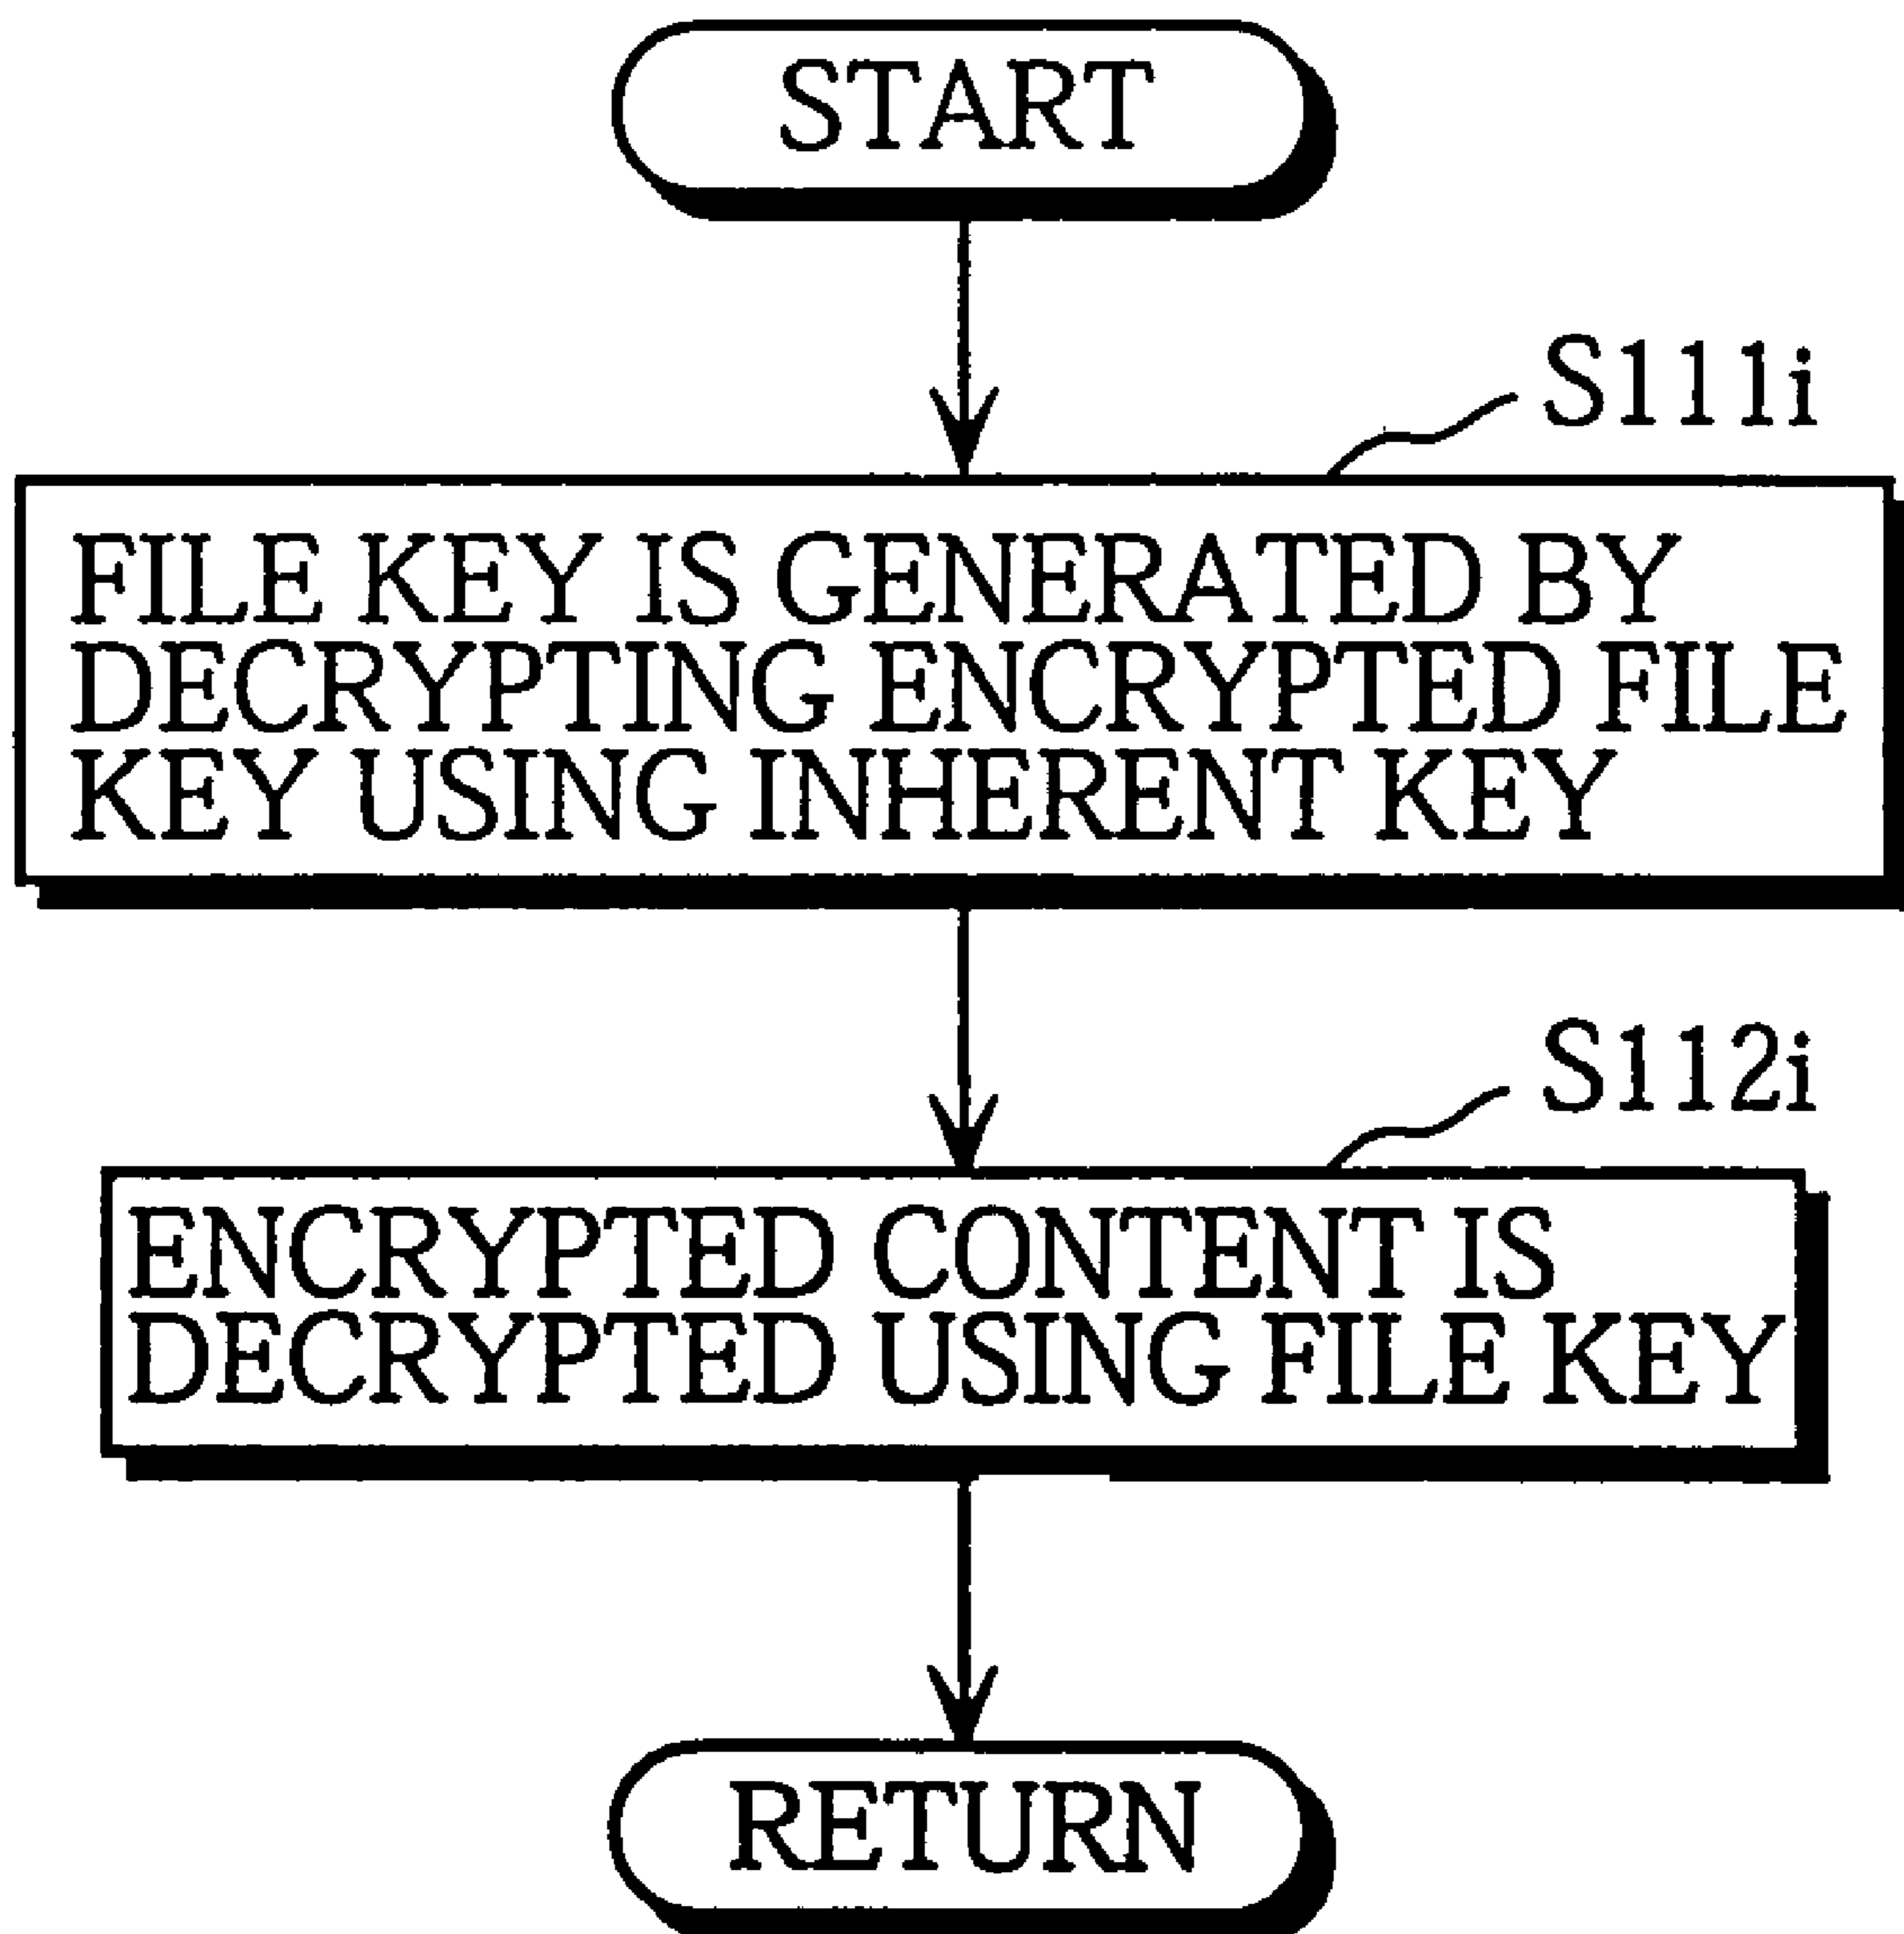 START
S111i
FILE KEY IS GENERATED BY
DECRYPTING ENCRYPTED FILE
KEY USING INHERENT KEY
S112i
ENCRYPTED CONTENT IS
DECRYPTED USING FILE KEY
RETURN